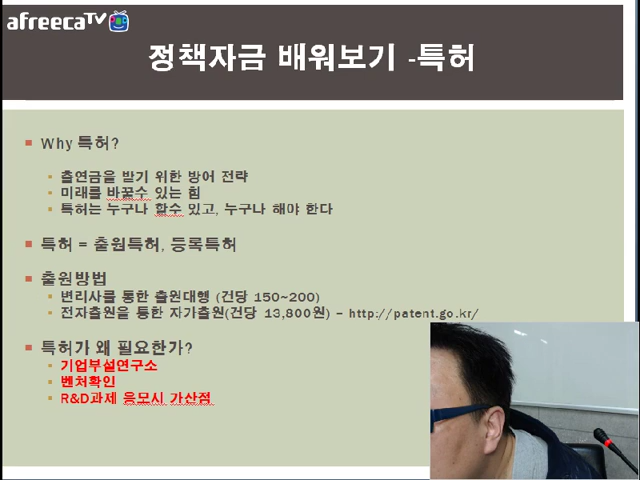 afreecaTV
정책자금 배워보기 -특허
Why 특허?
출연금을 받기 위한 방어 전략
미래를 바꿀수 있는 힘
특허는 누구나 할수 있고, 누구나 해야 한다
특허 = 출원특허, 등록특허
출원방법
변리사를 통한 출원대행 (건당 150~200)
전자출원을 통한 자가출원(건당 13,800원) – http://patent.go.kr/
특허가 왜 필요한가?
기업부설연구소
벤처확인
R&D과제 응모시 가산점